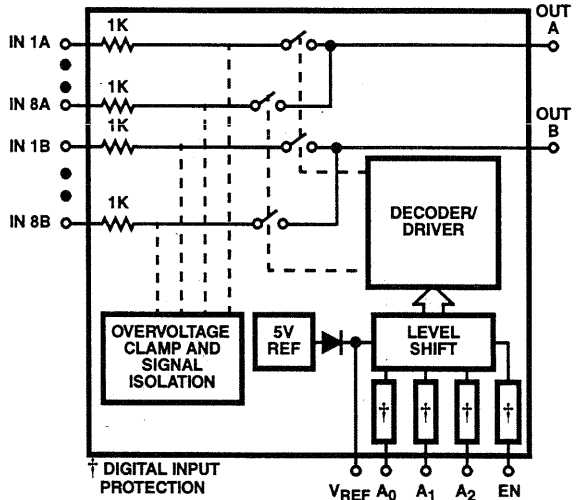 1K
OUT
A
IN 1A
1K
IN 8A
1K
OUT
B
IN 1B
1K
IN 8B
DECODER/
DRIVER
OVERVOLTAGE
CLAMP AND
SIGNAL
ISOLATION
5V
REF
LEVEL
SHIFT
† † † †
† DIGITAL INPUT
PROTECTION
VREF A0 A1 A2 EN